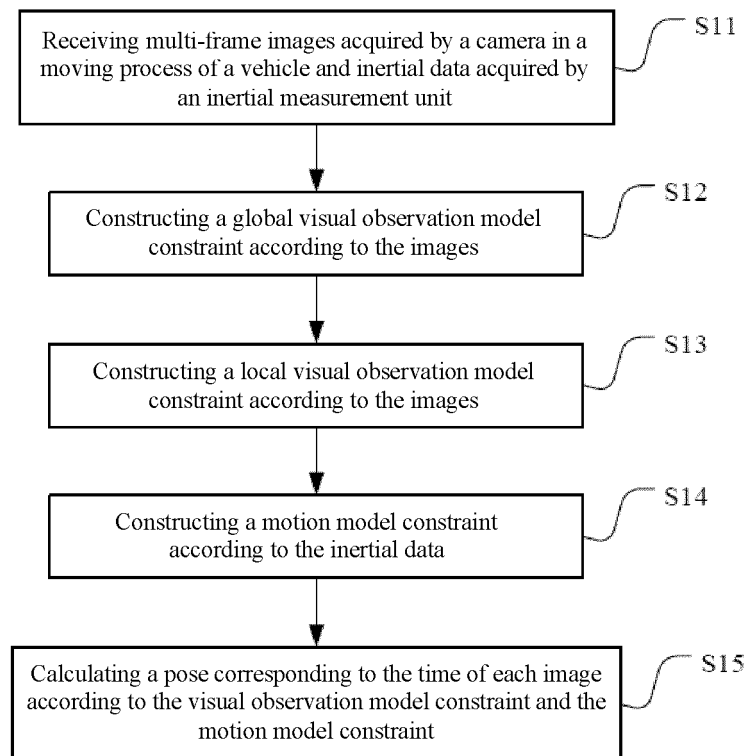 Receiving multi-frame images acquired by a camera in a
moving process of a vehicle and inertial data acquired by
an inertial measurement unit
S11
Constructing a global visual observation model
constraint according to the images
S12
Constructing a local visual observation model
constraint according to the images
S13
Constructing a motion model constraint
according to the inertial data
S14
Calculating a pose corresponding to the time of each image
according to the visual observation model constraint and the
motion model constraint
S15